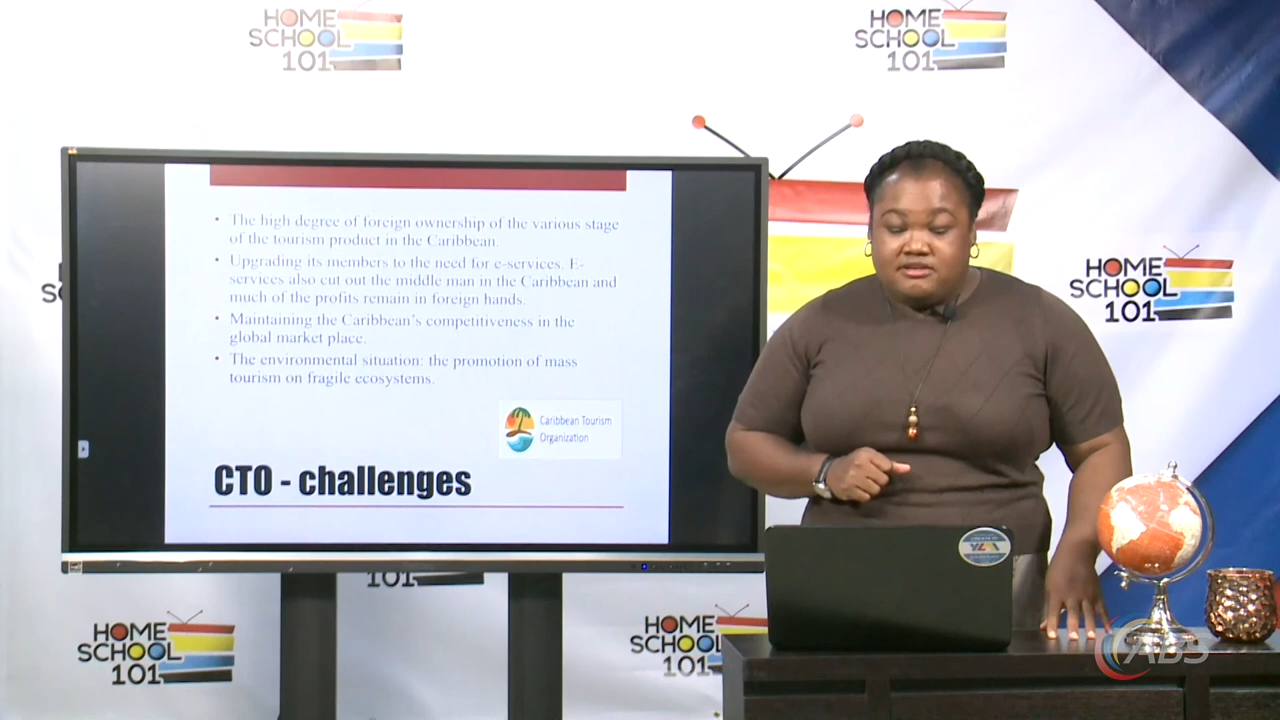 HOME
SCHOOL
101
HOME
SCHOOL
101
• The high degree of foreign ownership of the various stage
of the tourism product in the Caribbean.
• Upgrading its members to the need for e-services. E-
services also cut out the middle man in the Caribbean and
much of the profits remain in foreign hands.
• Maintaining the Caribbean's competitiveness in the
global market place.
• The environmental situation: the promotion of mass
tourism on fragile ecosystems.
Caribbean Tourism
Organization
CTO - challenges
HOME
SCHOOL
101
101
HOME
SCHOOL
101
HOME
SCHOOL
101
ABS